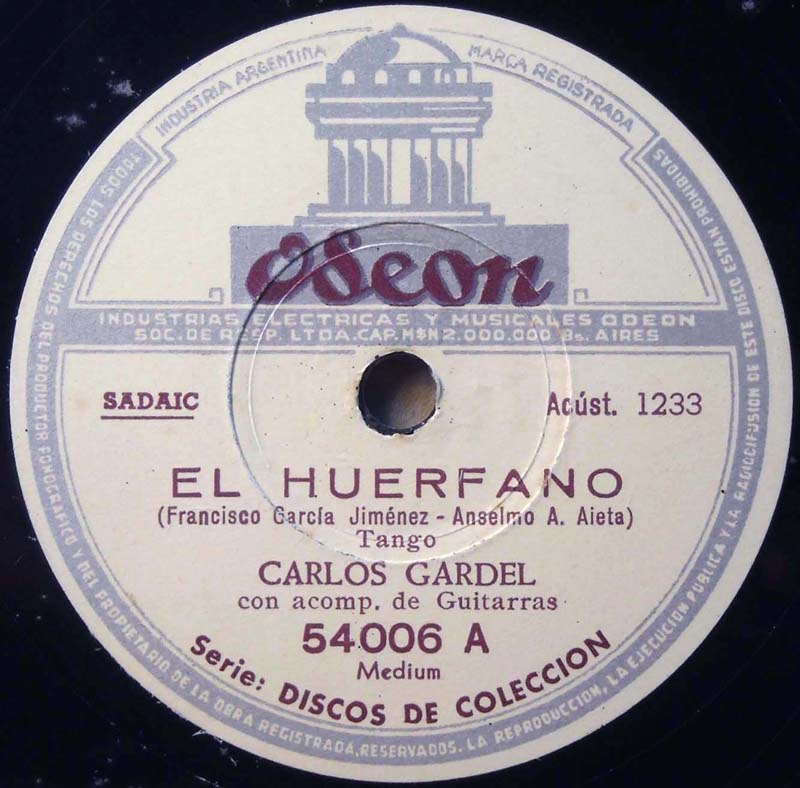 INDUSTRIA ARGENTINA
MARCA REGISTRADA
Odeon
INDUSTRIAS ELECTRICAS Y MUSICALES ODEON
SOC. DE RESP. LTDA. CAP. M$N 2.000.000 Bs. AIRES
SADAIC
Acúst. 1233
EL HUERFANO
(Francisco García Jiménez - Anselmo A. Aieta)
Tango
CARLOS GARDEL
con acomp. de Guitarras
54006 A
Medium
Serie: DISCOS DE COLECCION
TODOS LOS DERECHOS DEL PRODUCTOR FONOGRAFICO Y DEL PROPIETARIO DE LA OBRA REGISTRADA, RESERVADOS. LA REPRODUCCION, LA EJECUCION PUBLICA Y LA RADIODIFUSION DE ESTE DISCO ESTAN PROHIBIDAS